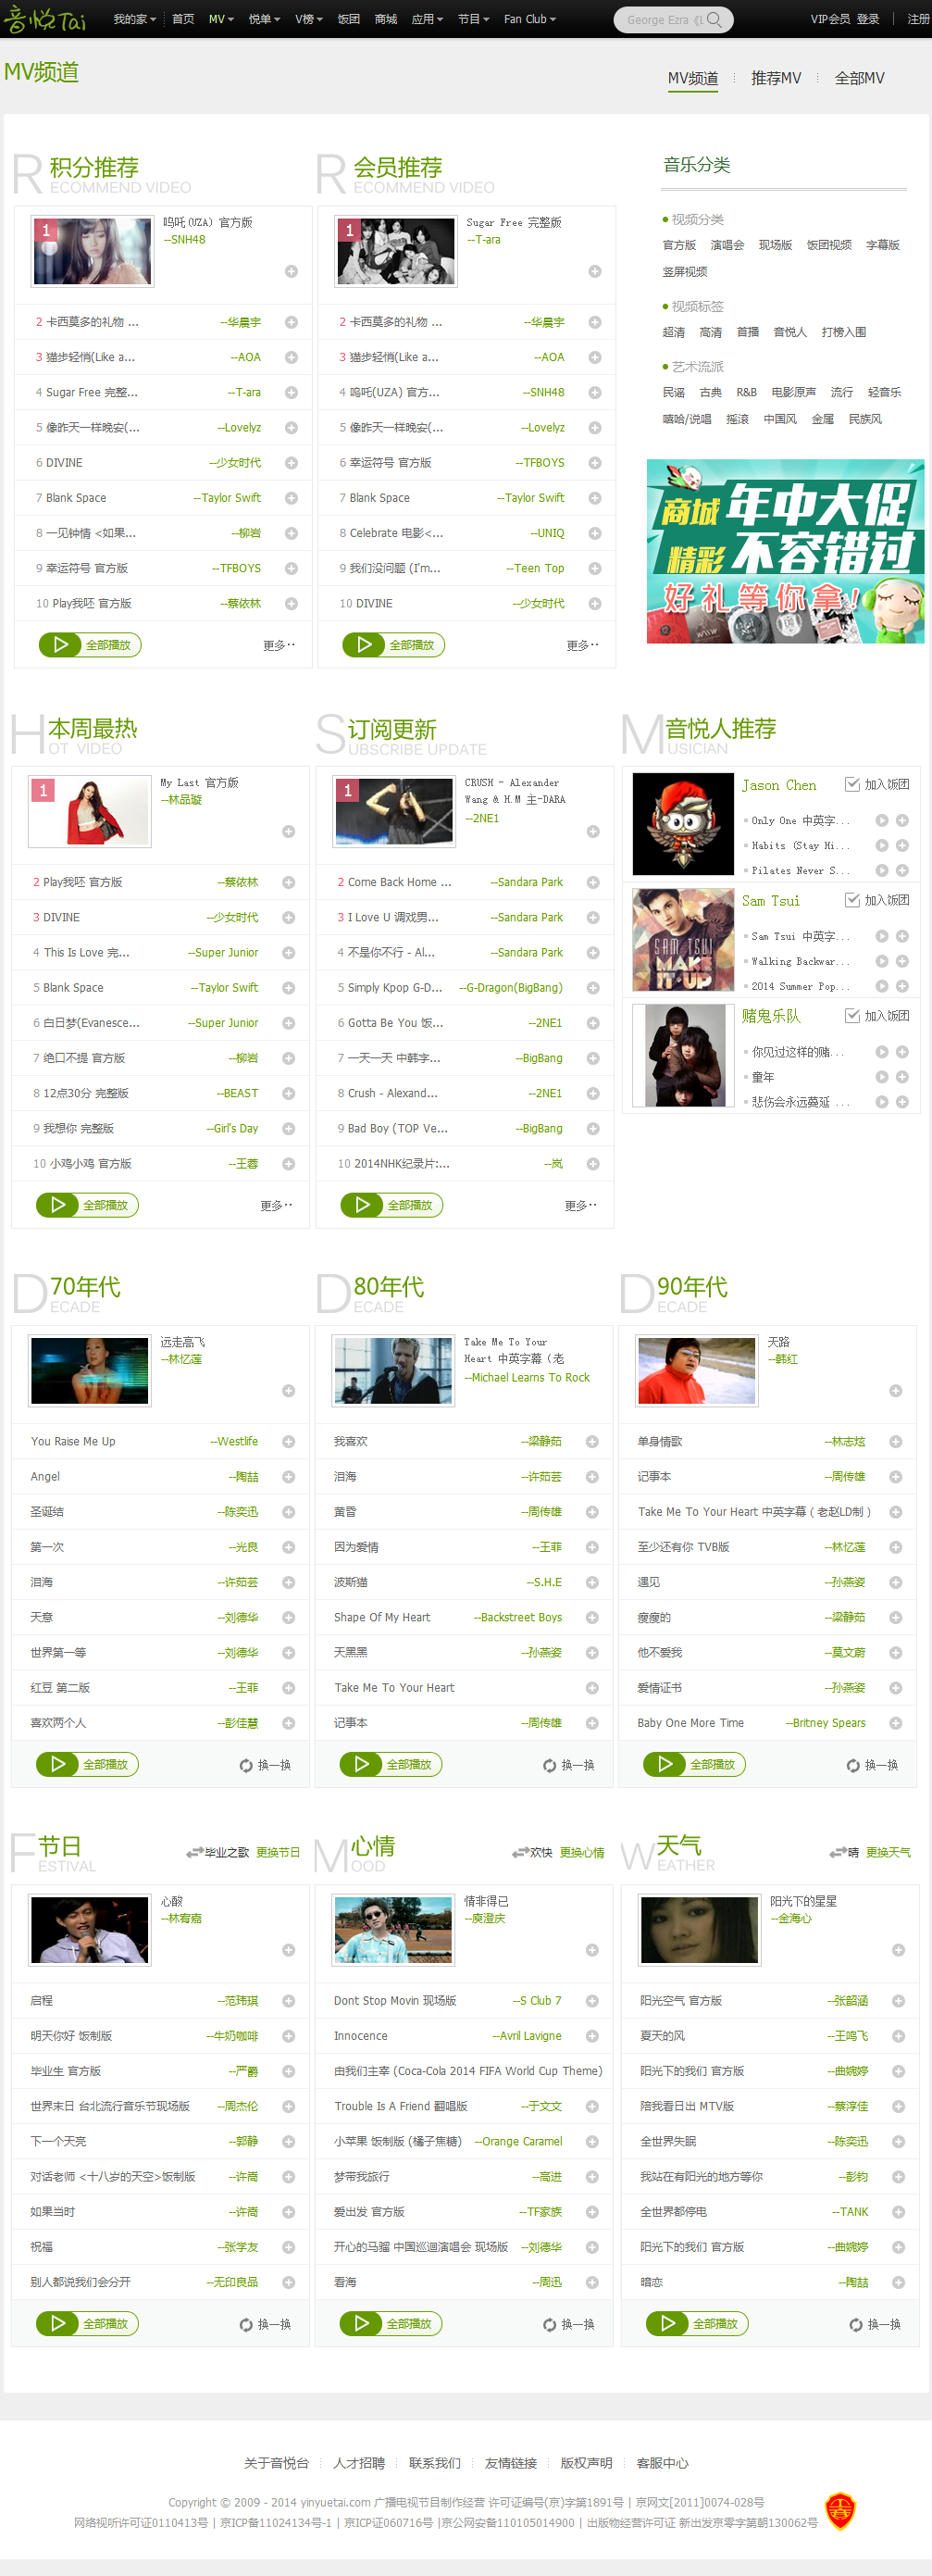 音悦Tai 我的家 首页 MV 悦单 V榜 饭团 商城 应用 节目 Fan Club George Ezra 《L VIP会员 登录 注册
MV频道
MV频道 推荐MV 全部MV
R 积分推荐
ECOMMEND VIDEO
1 呜吒(UZA) 官方版
--SNH48
2 卡西莫多的礼物 ... --华晨宇
3 猫步轻悄(Like a... --AOA
4 Sugar Free 完整... --T-ara
5 像昨天一样晚安(... --Lovelyz
6 DIVINE --少女时代
7 Blank Space --Taylor Swift
8 一见钟情 <如果... --柳岩
9 幸运符号 官方版 --TFBOYS
10 Play我呸 官方版 --蔡依林
全部播放 更多··
R 会员推荐
ECOMMEND VIDEO
1 Sugar Free 完整版
--T-ara
2 卡西莫多的礼物 ... --华晨宇
3 猫步轻悄(Like a... --AOA
4 呜吒(UZA) 官方... --SNH48
5 像昨天一样晚安(... --Lovelyz
6 幸运符号 官方版 --TFBOYS
7 Blank Space --Taylor Swift
8 Celebrate 电影<... --UNIQ
9 我们没问题 (I'm... --Teen Top
10 DIVINE --少女时代
全部播放 更多··
音乐分类
视频分类
官方版 演唱会 现场版 饭团视频 字幕版
竖屏视频
视频标签
超清 高清 首播 音悦人 打榜入围
艺术流派
民谣 古典 R&B 电影原声 流行 轻音乐
嘻哈/说唱 摇滚 中国风 金属 民族风
商城 年中大促
精彩 不容错过
好礼等你拿!
H 本周最热
OT VIDEO
1 My Last 官方版
--林品璇
2 Play我呸 官方版 --蔡依林
3 DIVINE --少女时代
4 This Is Love 完... --Super Junior
5 Blank Space --Taylor Swift
6 白日梦(Evanesce... --Super Junior
7 绝口不提 官方版 --柳岩
8 12点30分 完整版 --BEAST
9 我想你 完整版 --Girl's Day
10 小鸡小鸡 官方版 --王蓉
全部播放 更多··
S 订阅更新
UBSCRIBE UPDATE
1 CRUSH - Alexander
Wang & H.M 主-DARA
--2NE1
2 Come Back Home ... --Sandara Park
3 I Love U 调戏男... --Sandara Park
4 不是你不行 - Al... --Sandara Park
5 Simply Kpop G-D... --G-Dragon(BigBang)
6 Gotta Be You 饭... --2NE1
7 一天一天 中韩字... --BigBang
8 Crush - Alexand... --2NE1
9 Bad Boy (TOP Ve... --BigBang
10 2014NHK纪录片:... --岚
全部播放 更多··
M 音悦人推荐
USICIAN
Jason Chen 加入饭团
Only One 中英字...
Habits (Stay Hi...
Pilates Never S...
Sam Tsui 加入饭团
SAM TSUI
MAKE IT UP
Sam Tsui 中英字...
Walking Backwar...
2014 Summer Pop...
赌鬼乐队 加入饭团
你见过这样的赌...
童年
悲伤会永远蔓延 ...
D 70年代
ECADE
远走高飞
--林忆莲
You Raise Me Up --Westlife
Angel --陶喆
圣诞结 --陈奕迅
第一次 --光良
泪海 --许茹芸
天意 --刘德华
世界第一等 --刘德华
红豆 第二版 --王菲
喜欢两个人 --彭佳慧
全部播放 换一换
D 80年代
ECADE
Take Me To Your
Heart 中英字幕（老
--Michael Learns To Rock
我喜欢 --梁静茹
泪海 --许茹芸
黄昏 --周传雄
因为爱情 --王菲
波斯猫 --S.H.E
Shape Of My Heart --Backstreet Boys
天黑黑 --孙燕姿
Take Me To Your Heart
记事本 --周传雄
全部播放 换一换
D 90年代
ECADE
天路
--韩红
单身情歌 --林志炫
记事本 --周传雄
Take Me To Your Heart 中英字幕（老赵LD制）
至少还有你 TVB版 --林忆莲
遇见 --孙燕姿
瘦瘦的 --梁静茹
他不爱我 --莫文蔚
爱情证书 --孙燕姿
Baby One More Time --Britney Spears
全部播放 换一换
F 节日 毕业之歌 更换节日
ESTIVAL
心酸
--林宥嘉
启程 --范玮琪
明天你好 饭制版 --牛奶咖啡
毕业生 官方版 --严爵
世界末日 台北流行音乐节现场版 --周杰伦
下一个天亮 --郭静
对话老师 <十八岁的天空>饭制版 --许嵩
如果当时 --许嵩
祝福 --张学友
别人都说我们会分开 --无印良品
全部播放 换一换
M 心情 欢快 更换心情
OOD
情非得已
--庾澄庆
Dont Stop Movin 现场版 --S Club 7
Innocence --Avril Lavigne
由我们主宰 (Coca-Cola 2014 FIFA World Cup Theme)
Trouble Is A Friend 翻唱版 --于文文
小苹果 饭制版 (橘子焦糖) --Orange Caramel
梦带我旅行 --高进
爱出发 官方版 --TF家族
开心的马骝 中国巡迴演唱会 现场版 --刘德华
看海 --周迅
全部播放 换一换
W 天气 晴 更换天气
EATHER
阳光下的星星
--金海心
阳光空气 官方版 --张韶涵
夏天的风 --王鸣飞
阳光下的我们 官方版 --曲婉婷
陪我看日出 MTV版 --蔡淳佳
全世界失眠 --陈奕迅
我站在有阳光的地方等你 --彭钧
全世界都停电 --TANK
阳光下的我们 官方版 --曲婉婷
暗恋 --陶喆
全部播放 换一换
关于音悦台 人才招聘 联系我们 友情链接 版权声明 客服中心
Copyright © 2009 - 2014 yinyuetai.com 广播电视节目制作经营 许可证编号(京)字第1891号 | 京网文[2011]0074-028号
网络视听许可证0110413号 | 京ICP备11024134号-1 | 京ICP证060716号 |京公网安备110105014900 | 出版物经营许可证 新出发京零字第朝130062号